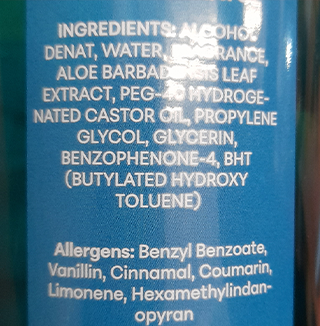 INGREDIENTS: ALCOHOL
DENAT, WATER, FRAGRANCE,
ALOE BARBADENSIS LEAF
EXTRACT, PEG-40 HYDROGE-
NATED CASTOR OIL, PROPYLENE
GLYCOL, GLYCERIN,
BENZOPHENONE-4, BHT
(BUTYLATED HYDROXY
TOLUENE)
Allergens: Benzyl Benzoate,
Vanillin, Cinnamal, Coumarin,
Limonene, Hexamethylindan-
opyran